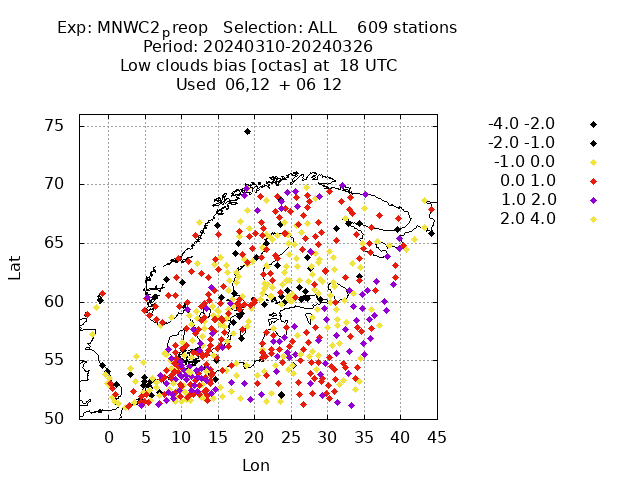 Exp: MNWC2preop Selection: ALL 609 stations
Period: 20240310-20240326
Low clouds bias [octas] at 18 UTC
Used 06,12 + 06 12
-4.0 -2.0
-2.0 -1.0
-1.0 0.0
0.0 1.0
1.0 2.0
2.0 4.0
75
70
65
60
55
50
Lat
0 5 10 15 20 25 30 35 40 45
Lon